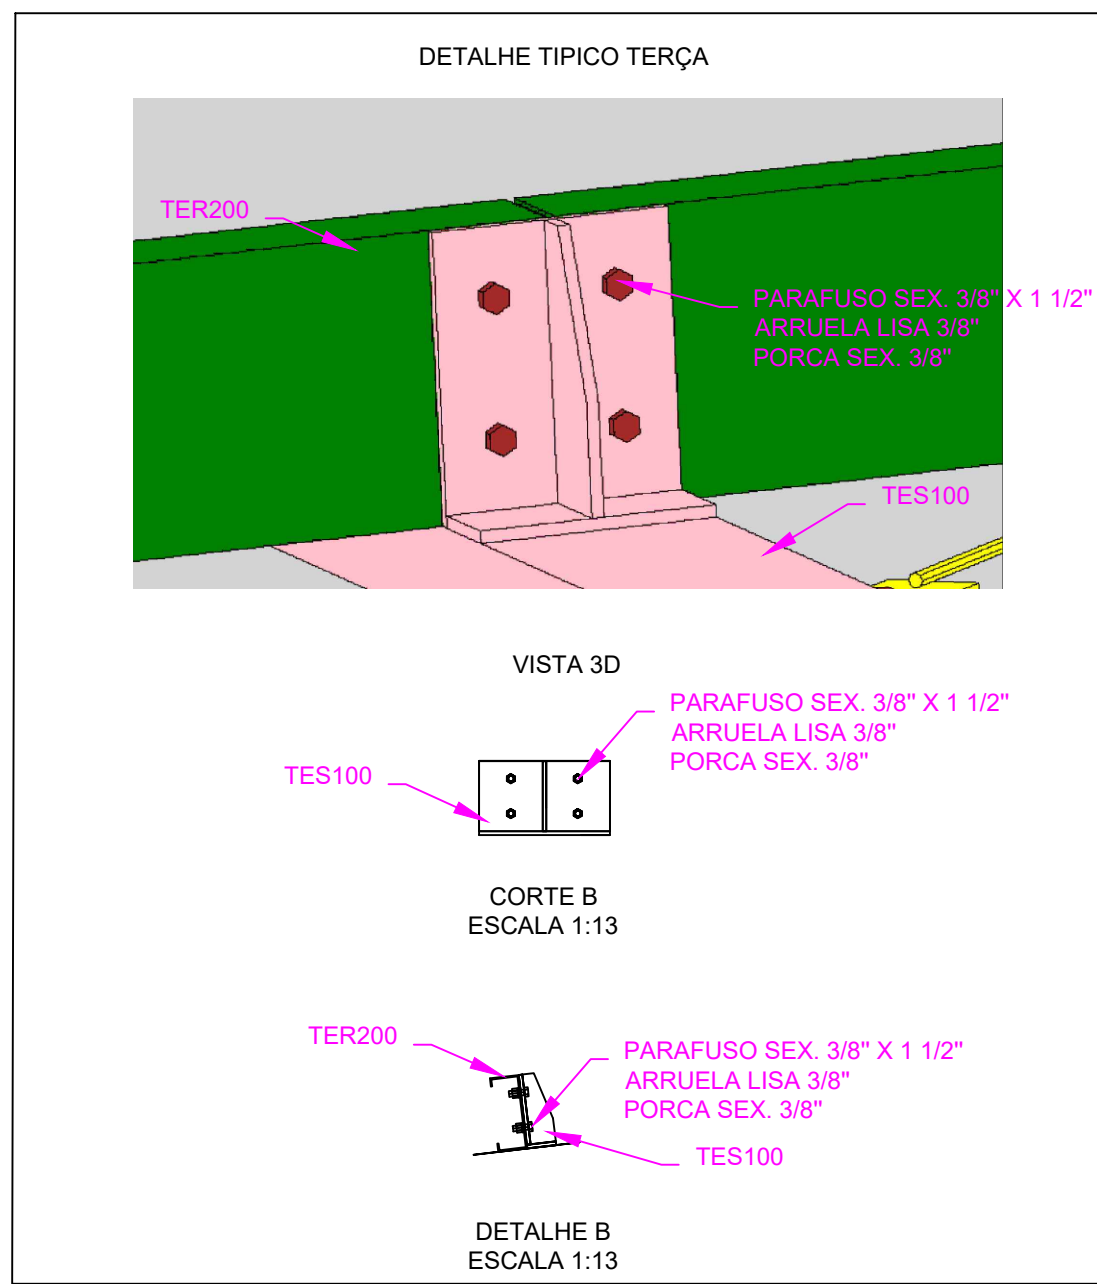 DETALHE TIPICO TERÇA
TER200
PARAFUSO SEX. 3/8" X 1 1/2"
ARRUELA LISA 3/8"
PORCA SEX. 3/8"
TES100
VISTA 3D
PARAFUSO SEX. 3/8" X 1 1/2"
ARRUELA LISA 3/8"
PORCA SEX. 3/8"
TES100
CORTE B
ESCALA 1:13
TER200
PARAFUSO SEX. 3/8" X 1 1/2"
ARRUELA LISA 3/8"
PORCA SEX. 3/8"
TES100
DETALHE B
ESCALA 1:13